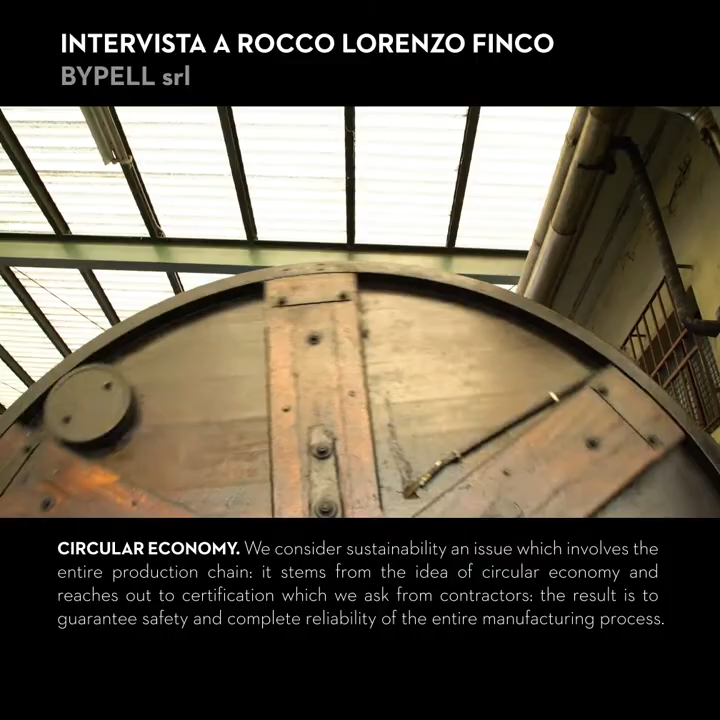 INTERVISTA A ROCCO LORENZO FINCO
BYPELL srl
CIRCULAR ECONOMY. We consider sustainability an issue which involves the
entire production chain: it stems from the idea of circular economy and
reaches out to certification which we ask from contractors: the result is to
guarantee safety and complete reliability of the entire manufacturing process.